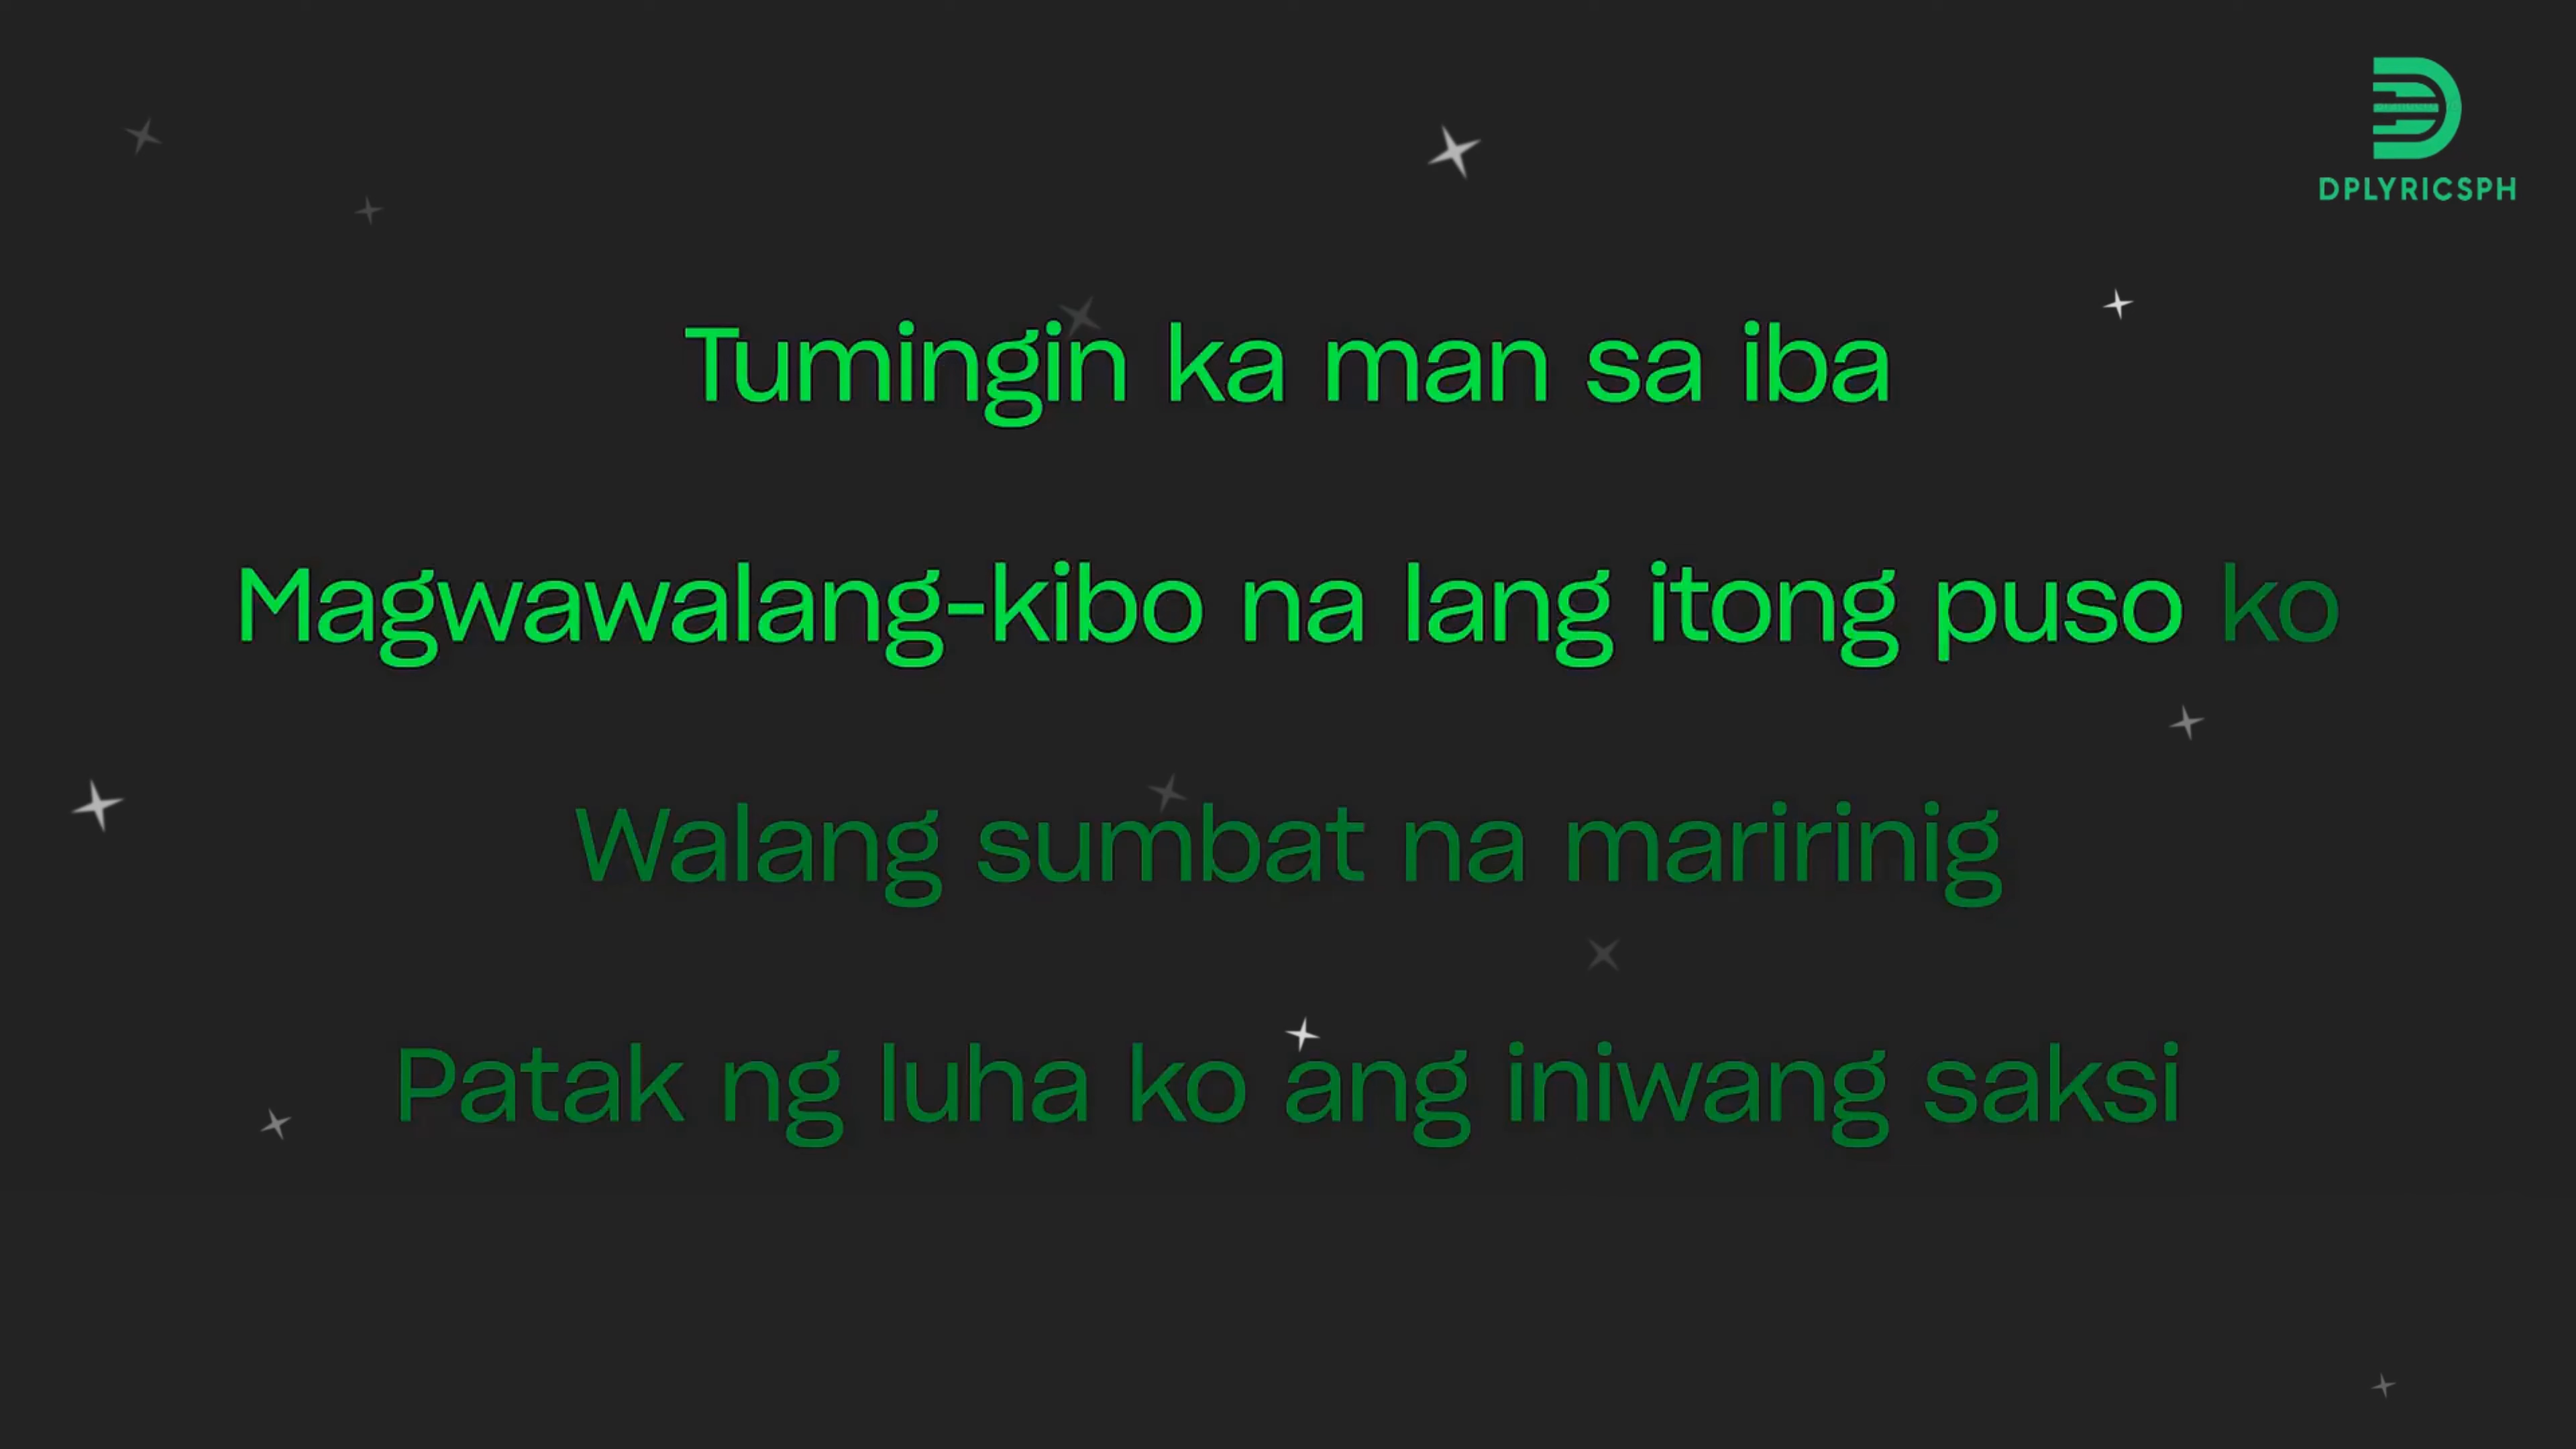 DPLYRICSPH
Tumingin ka man sa iba
Magwawalang-kibo na lang itong puso ko
Walang sumbat na maririnig
Patak ng luha ko ang iniwang saksi